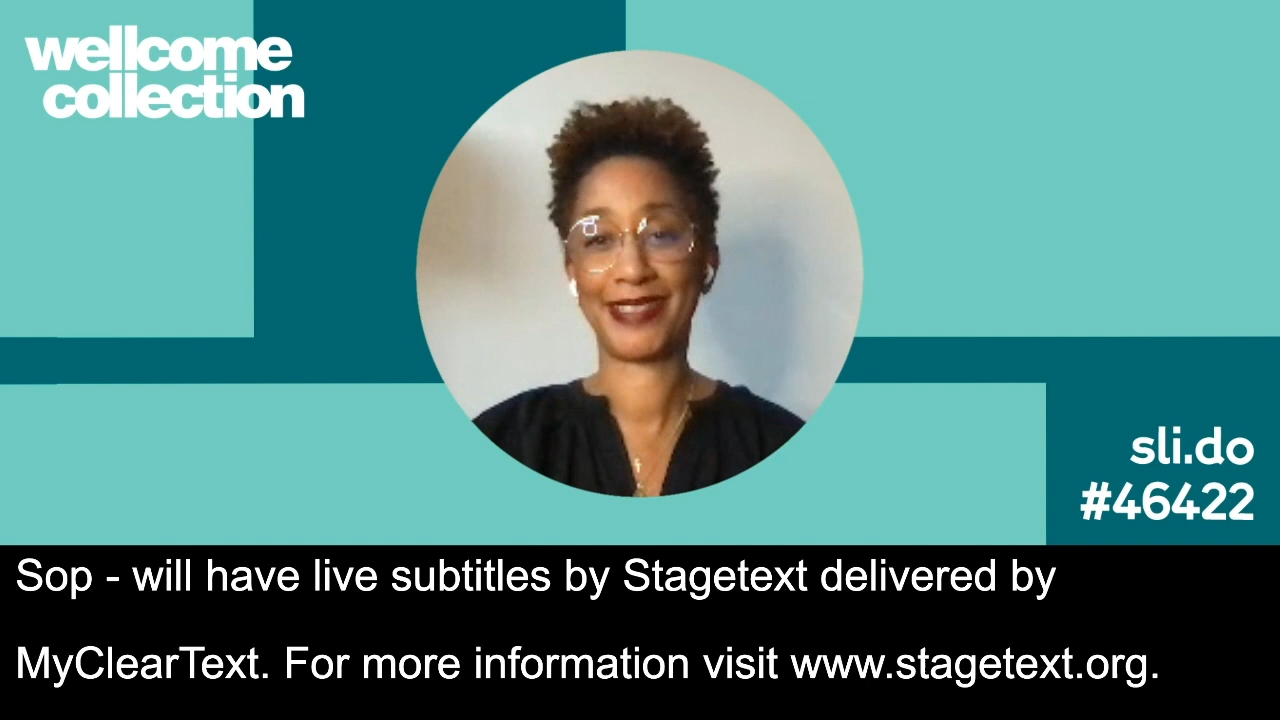 wellcome
collection
sli.do
#46422
Sop - will have live subtitles by Stagetext delivered by
MyClearText. For more information visit www.stagetext.org.